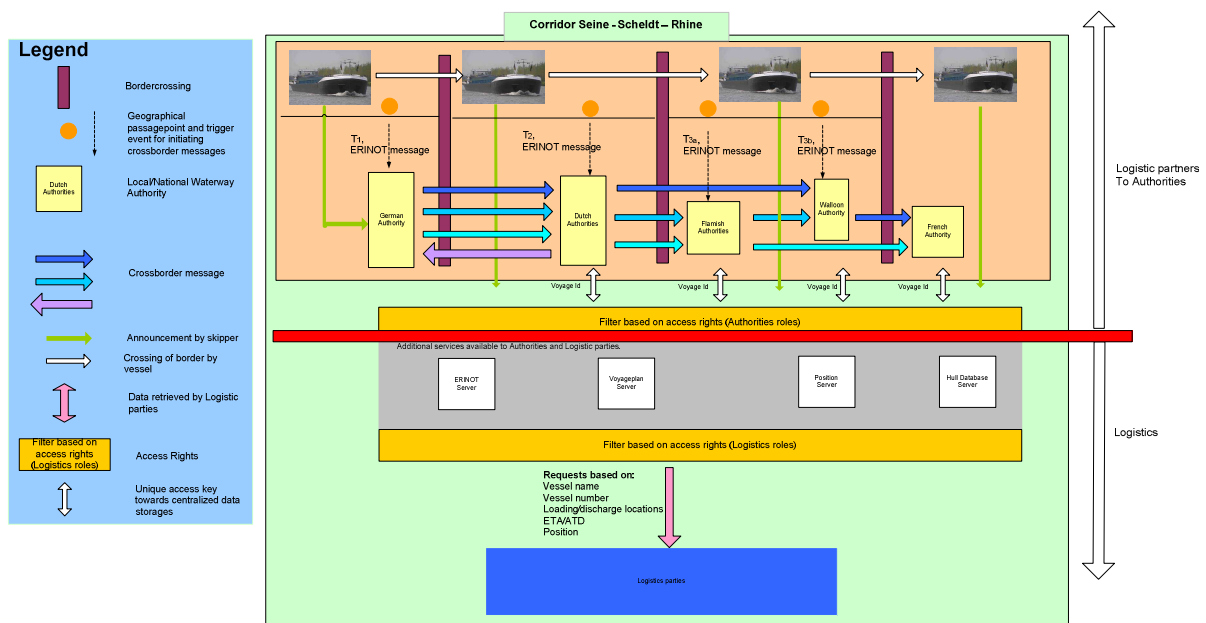 Corridor Seine - Scheldt – Rhine
Legend
Bordercrossing
Geographical
passagepoint and trigger
event for initiating
crossborder messages
Dutch
Authorities
Local/National Waterway
Authority
Crossborder message
Announcement by skipper
Crossing of border by
vessel
Data retrieved by Logistic
parties
Filter based on
access rights
(Logistics roles)
Access Rights
Unique access key
towards centralized data
storages
T1,
ERINOT message
T2,
ERINOT message
T3a,
ERINOT message
T3b,
ERINOT message
German
Authority
Dutch
Authorities
Flamish
Authorities
Walloon
Authority
French
Authority
Voyage Id
Voyage Id
Voyage Id
Voyage Id
Filter based on access rights (Authorities roles)
Additional services available to Authorities and Logistic parties.
ERINOT
Server
Voyageplan
Server
Position
Server
Hull Database
Server
Filter based on access rights (Logistics roles)
Requests based on:
Vessel name
Vessel number
Loading/discharge locations
ETA/ATD
Position
Logistics parties
Logistic partners
To Authorities
Logistics